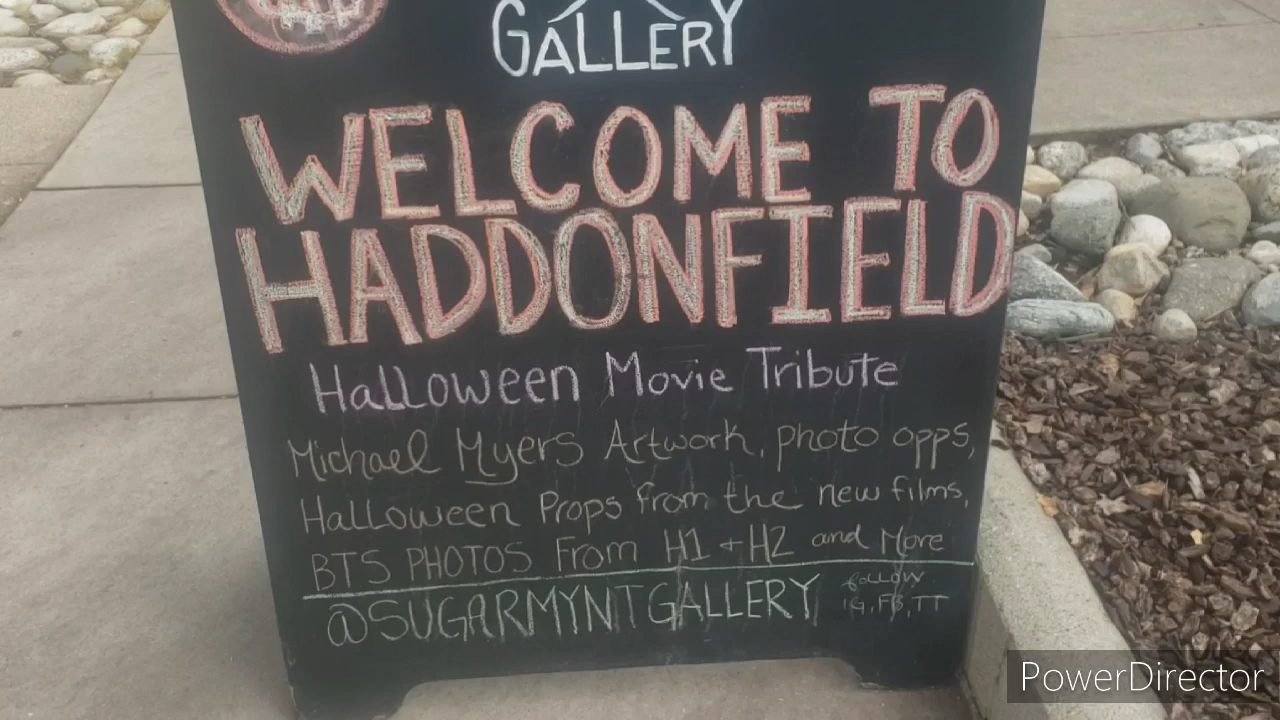 GALLERY
WELCOME TO
HADDONFIELD
Halloween Movie Tribute
Michael Myers Artwork, photo opps,
Halloween Props from the new films,
BTS PHOTOS From H1 + H2 and More
@SUGARMYNTGALLERY follow
IG, FB, TT
PowerDirector